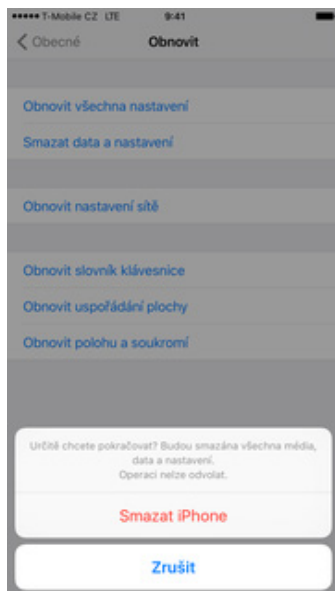 T-Mobile CZ LTE 9:41
Obecné Obnovit
Obnovit všechna nastavení
Smazat data a nastavení
Obnovit nastavení sítě
Obnovit slovník klávesnice
Obnovit uspořádání plochy
Obnovit polohu a soukromí
Určitě chcete pokračovat? Budou smazána všechna média,
data a nastavení.
Operaci nelze odvolat.
Smazat iPhone
Zrušit